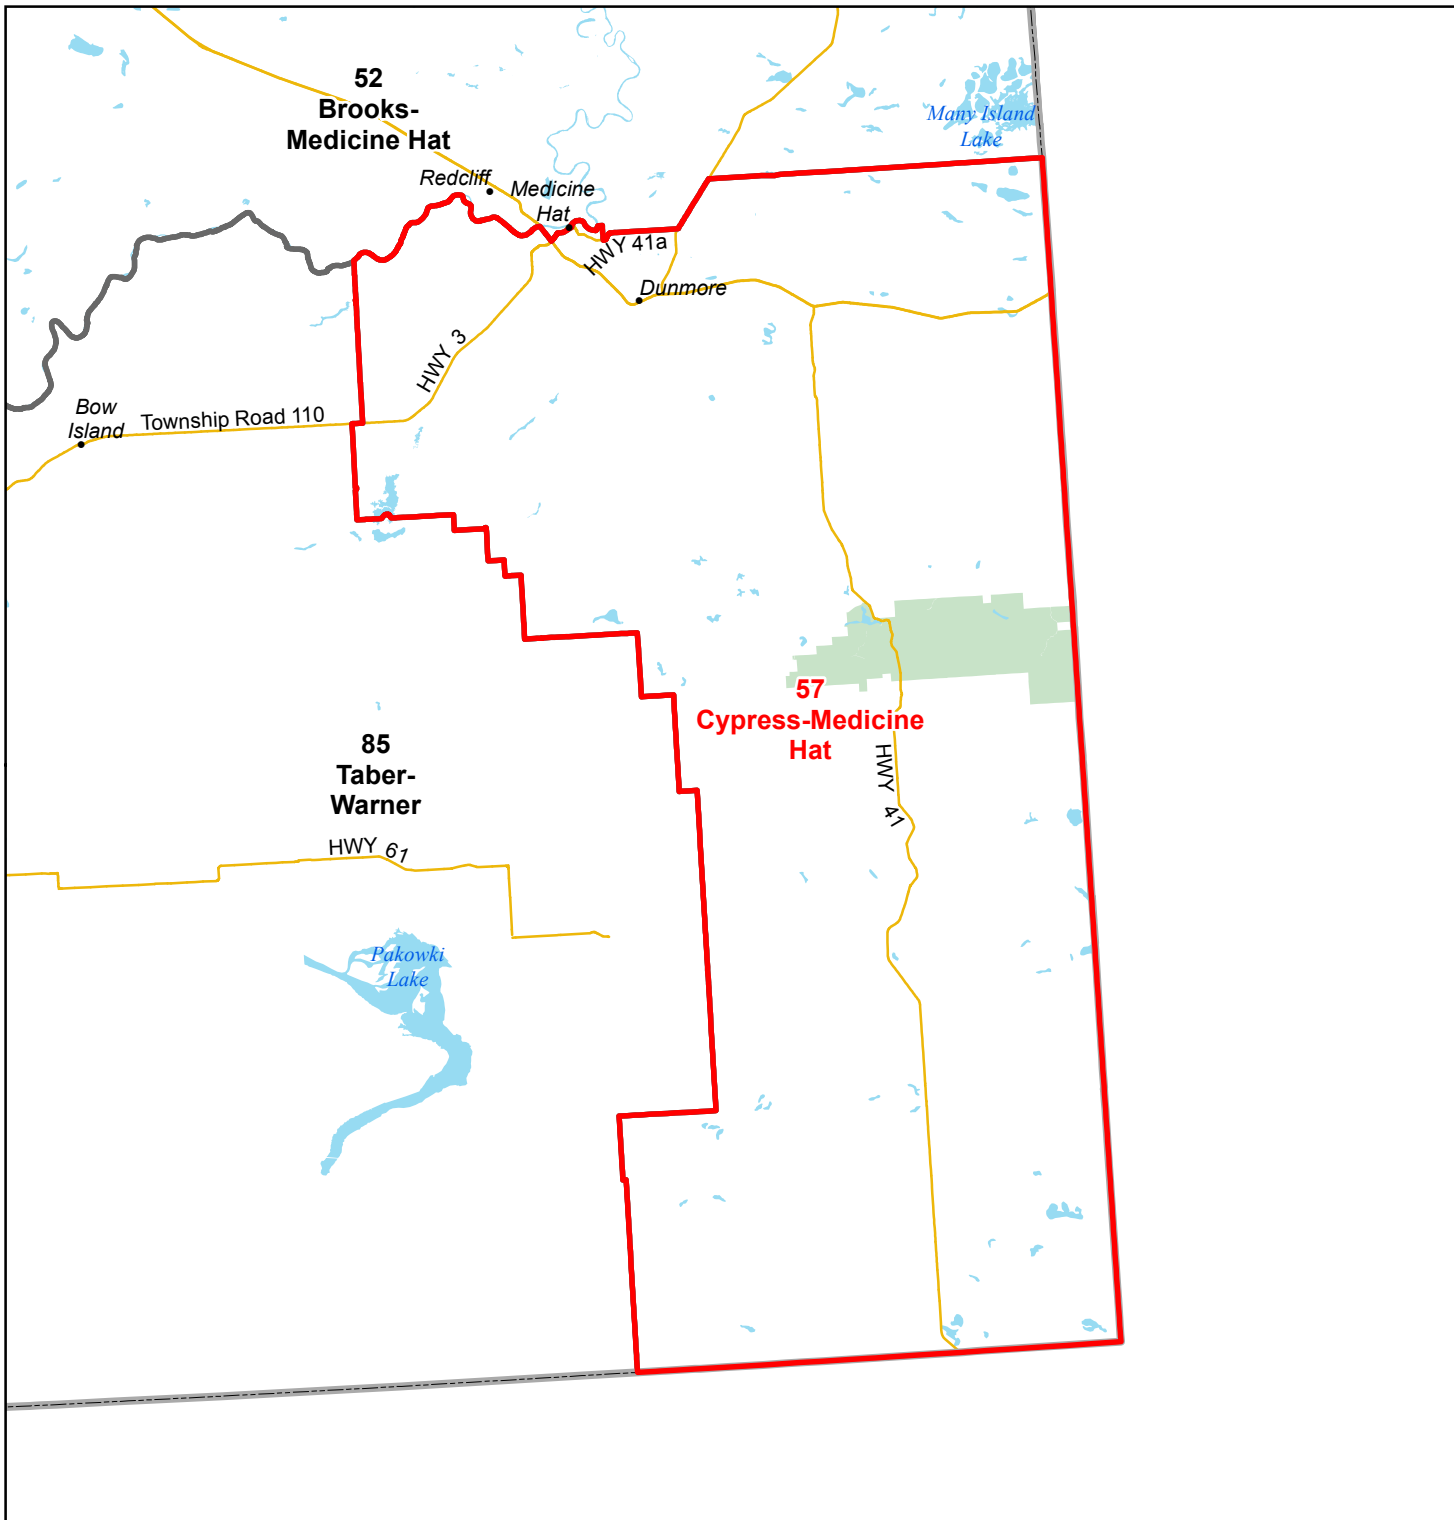 52
Brooks-
Medicine Hat
Many Island
Lake
Redcliff
Medicine
Hat
HWY 41a
Dunmore
HWY 3
Bow
Island
Township Road 110
57
Cypress-Medicine
Hat
HWY 41
85
Taber-
Warner
HWY 61
Pakowki
Lake